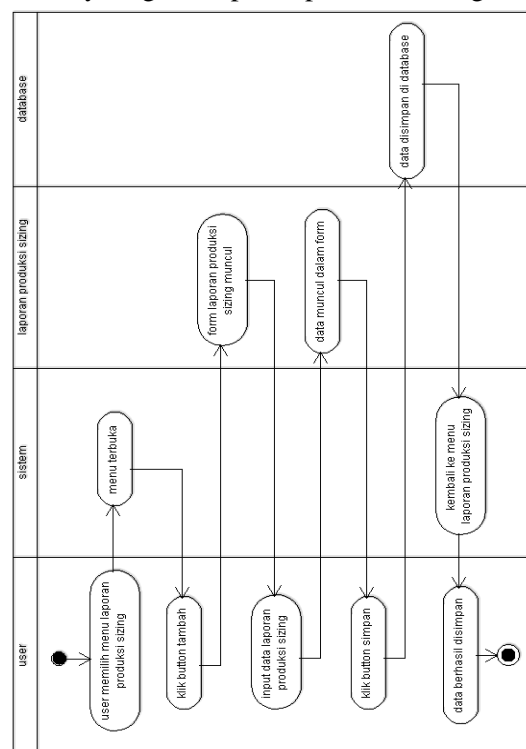 user
sistem
laporan produksi sizing
database
user memilih menu laporan
produksi sizing
menu terbuka
klik button tambah
form laporan produksi
sizing muncul
input data laporan
produksi sizing
data muncul dalam form
klik button simpan
data disimpan di database
kembali ke menu
laporan produksi sizing
data berhasil disimpan